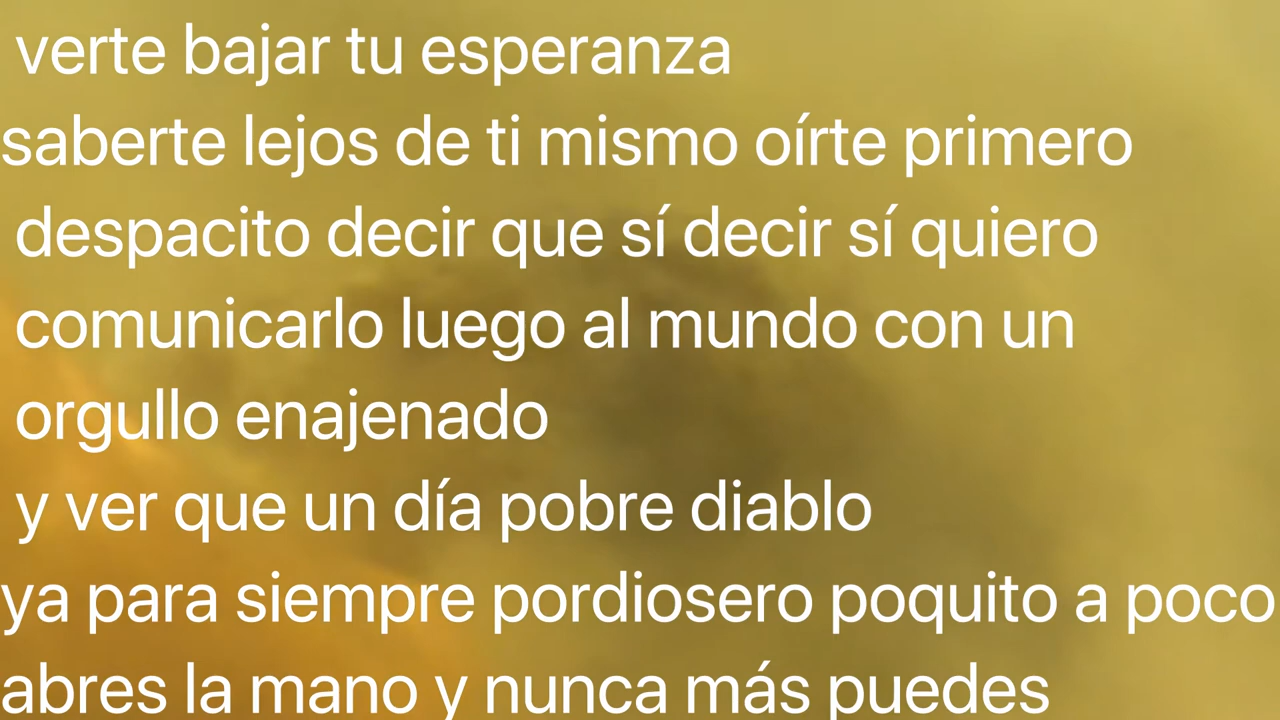 verte bajar tu esperanza
saberte lejos de ti mismo oírte primero
despacito decir que sí decir sí quiero
comunicarlo luego al mundo con un
orgullo enajenado
y ver que un día pobre diablo
ya para siempre pordiosero poquito a poco
abres la mano y nunca más puedes